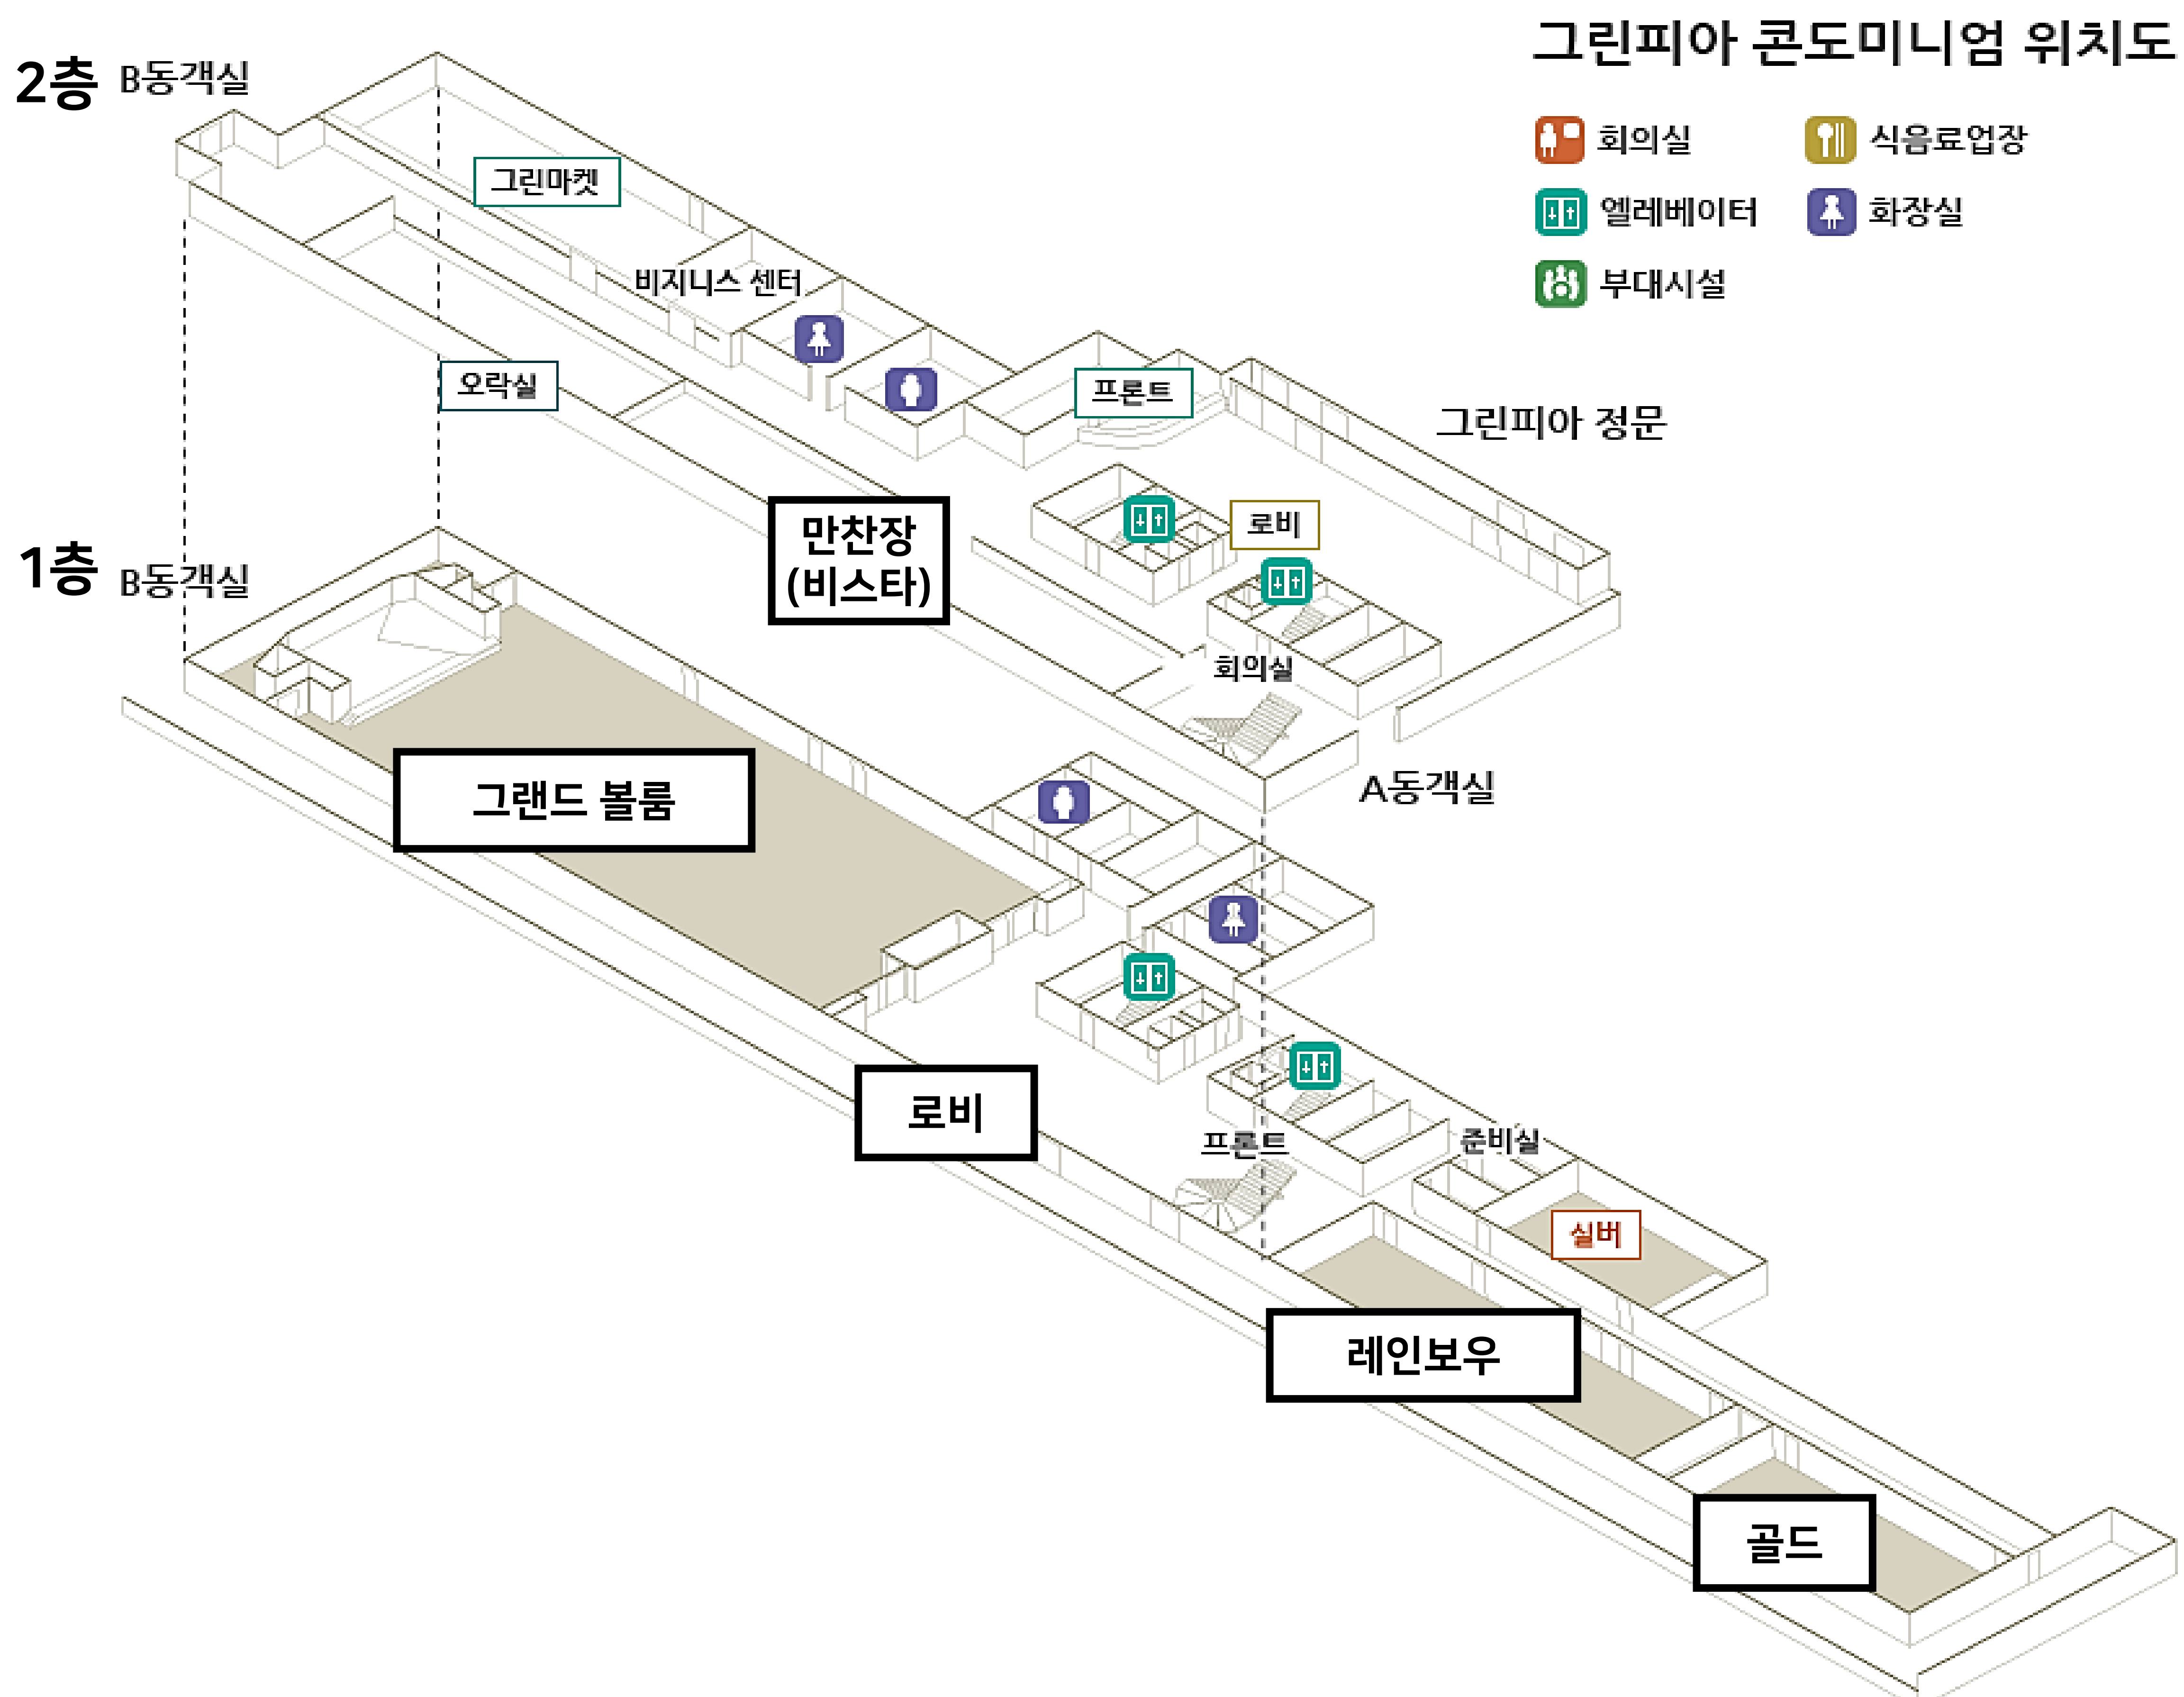 그린피아 콘도미니엄 위치도
회의실
식음료업장
엘레베이터
화장실
부대시설
2층
B동객실
그린마켓
비지니스 센터
오락실
프론트
그린피아 정문
만찬장
(비스타)
로비
회의실
A동객실
1층
B동객실
그랜드 볼룸
로비
프론트
준비실
실버
레인보우
골드